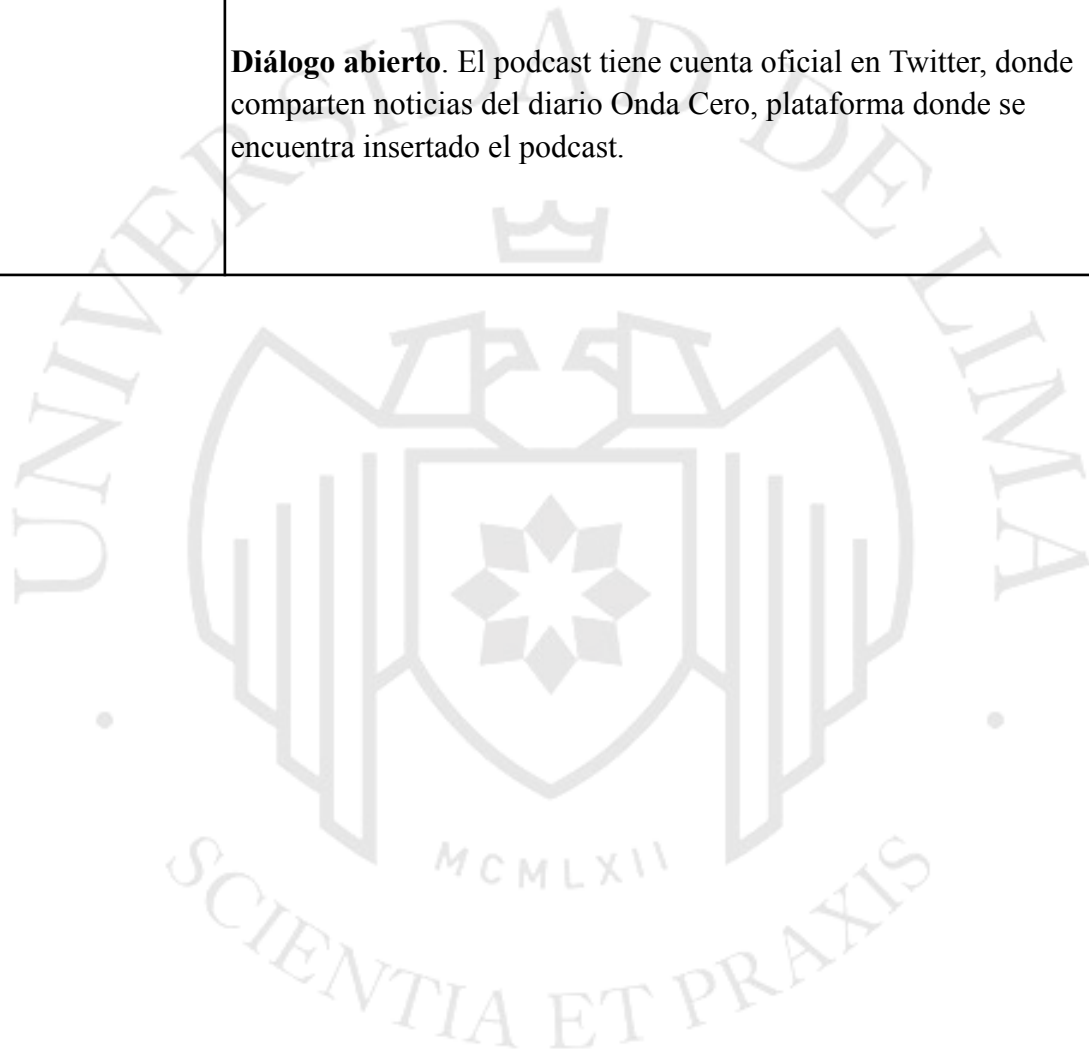 Diálogo abierto. El podcast tiene cuenta oficial en Twitter, donde
comparten noticias del diario Onda Cero, plataforma donde se
encuentra insertado el podcast.
UNIVERSIDAD DE LIMA
MCMLXII
SCIENTIA ET PRAXIS